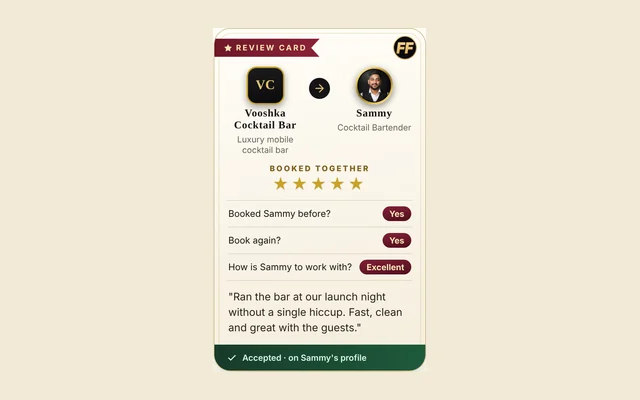 REVIEW CARD
FF
VC
Vooshka
Cocktail Bar
Luxury mobile
cocktail bar
Sammy
Cocktail Bartender
BOOKED TOGETHER
Booked Sammy before?
Yes
Book again?
Yes
How is Sammy to work with?
Excellent
"Ran the bar at our launch night
without a single hiccup. Fast, clean
and great with the guests."
Accepted · on Sammy's profile